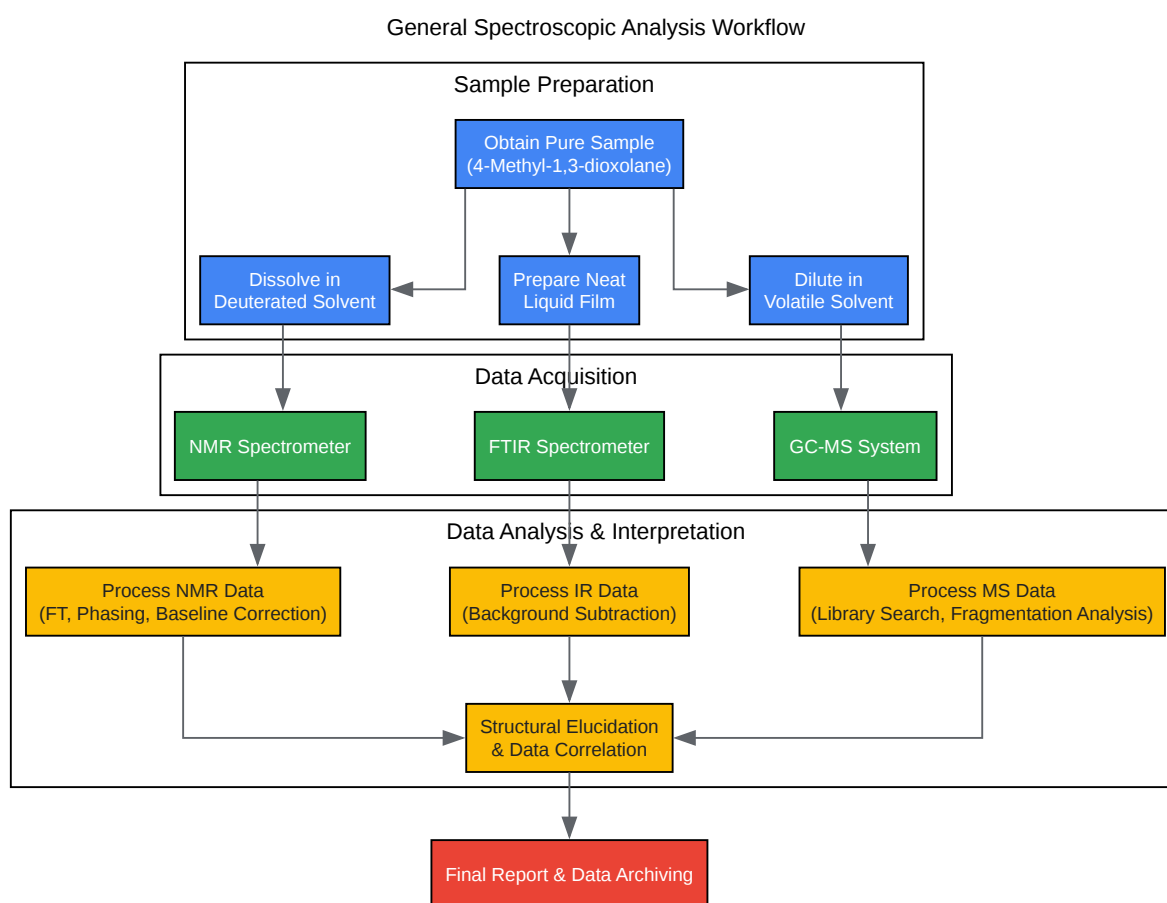 General Spectroscopic Analysis Workflow
Sample Preparation
Obtain Pure Sample
(4-Methyl-1,3-dioxolane)
Dissolve in
Deuterated Solvent
Prepare Neat
Liquid Film
Dilute in
Volatile Solvent
Data Acquisition
NMR Spectrometer
FTIR Spectrometer
GC-MS System
Data Analysis & Interpretation
Process NMR Data
(FT, Phasing, Baseline Correction)
Process IR Data
(Background Subtraction)
Process MS Data
(Library Search, Fragmentation Analysis)
Structural Elucidation
& Data Correlation
Final Report & Data Archiving